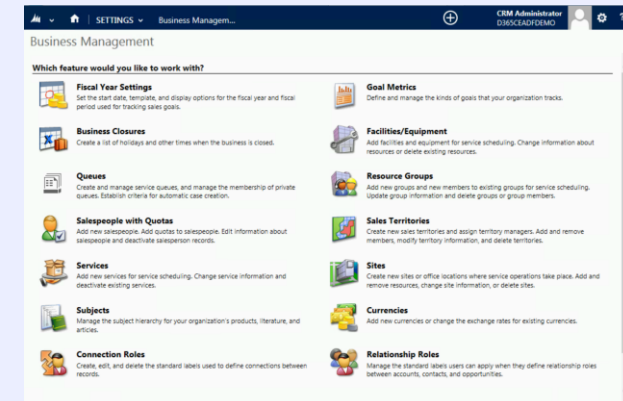 SETTINGS Business Managem...
CRM Administrator
D365CEADFDEMO
?
Business Management
Which feature would you like to work with?
Fiscal Year Settings
Set the start date, template, and display options for the fiscal year and fiscal
period used for tracking sales goals.
Goal Metrics
Define and manage the kinds of goals that your organization tracks.
Business Closures
Create a list of holidays and other times when the business is closed.
Facilities/Equipment
Add facilities and equipment for service scheduling. Change information about
resources or delete existing resources.
Queues
Create and manage service queues, and manage the membership of private
queues. Establish criteria for automatic case creation.
Resource Groups
Add new groups and new members to existing groups for service scheduling.
Update group information and delete groups or group members.
Salespeople with Quotas
Add new salespeople. Add quotas to salespeople. Edit information about
salespeople and deactivate salesperson records.
Sales Territories
Create new sales territories and assign territory managers. Add and remove
members, modify territory information, and delete territories.
Services
Add new services for service scheduling. Change service information and
deactivate existing services.
Sites
Create new sites or office locations where service operations take place. Add and
remove resources, change site information, or delete sites.
Subjects
Manage the subject hierarchy for your organization's products, literature, and
articles.
Currencies
Add new currencies or change the exchange rates for existing currencies.
Connection Roles
Create, edit, and delete the standard labels used to define connections between
records.
Relationship Roles
Manage the standard labels users can apply when they define relationship roles
between accounts, contacts, and opportunities.